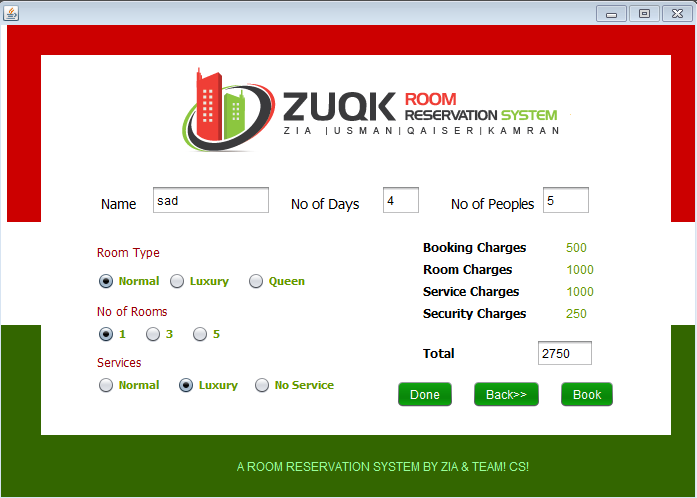 ZUQK ROOM
RESERVATION SYSTEM
ZIA |USMAN|QAISER|KAMRAN
Name sad No of Days 4 No of Peoples 5
Room Type
Normal Luxury Queen
No of Rooms
1 3 5
Services
Normal Luxury No Service
Booking Charges 500
Room Charges 1000
Service Charges 1000
Security Charges 250
Total 2750
Done Back>> Book
A ROOM RESERVATION SYSTEM BY ZIA & TEAM! CS!